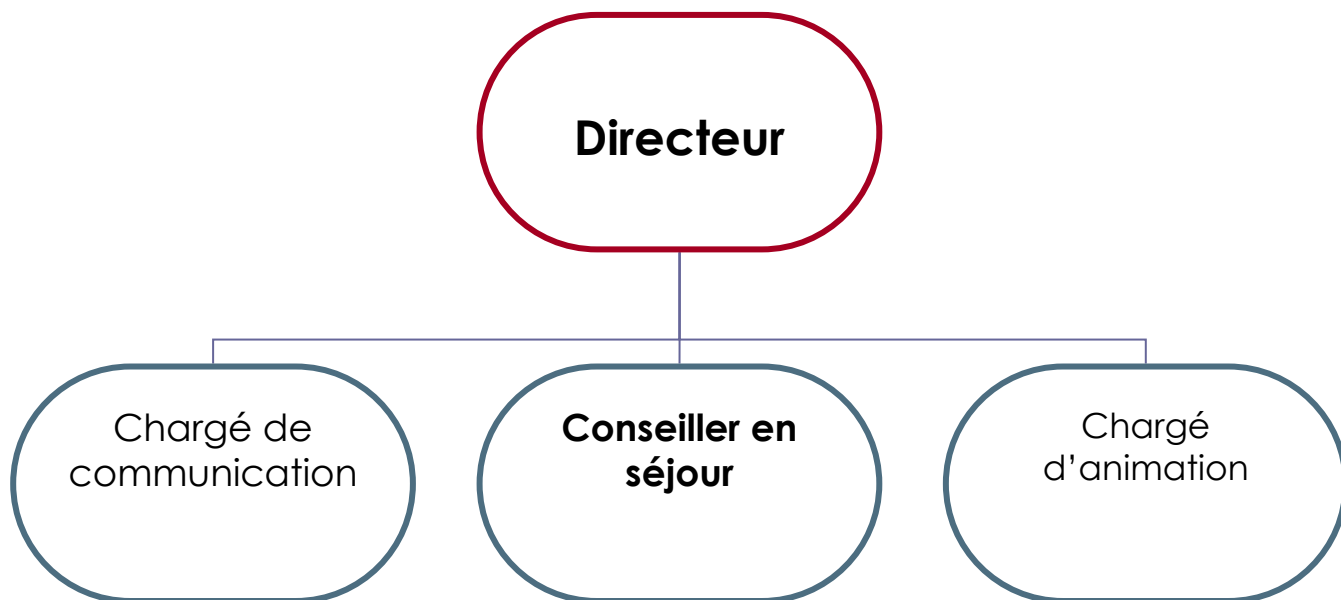 Directeur
Chargé de
communication
Conseiller en
séjour
Chargé
d’animation